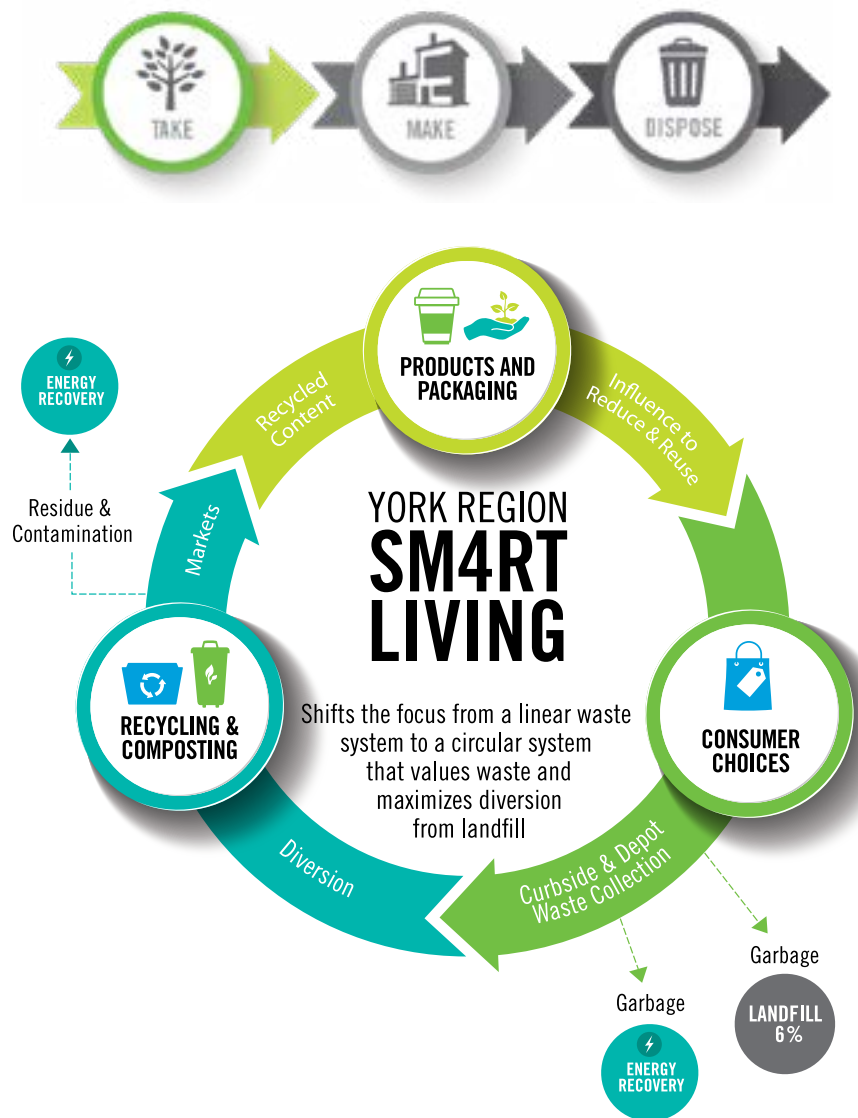 TAKE
MAKE
DISPOSE
PRODUCTS AND
PACKAGING
ENERGY
RECOVERY
Recycled
Content
Influence to
Reduce & Reuse
Residue &
Contamination
Markets
YORK REGION
SM4RT
LIVING
RECYCLING &
COMPOSTING
Shifts the focus from a linear waste
system to a circular system
that values waste and
maximizes diversion
from landfill
CONSUMER
CHOICES
Diversion
Curbside & Depot
Waste Collection
Garbage
LANDFILL
6%
Garbage
ENERGY
RECOVERY